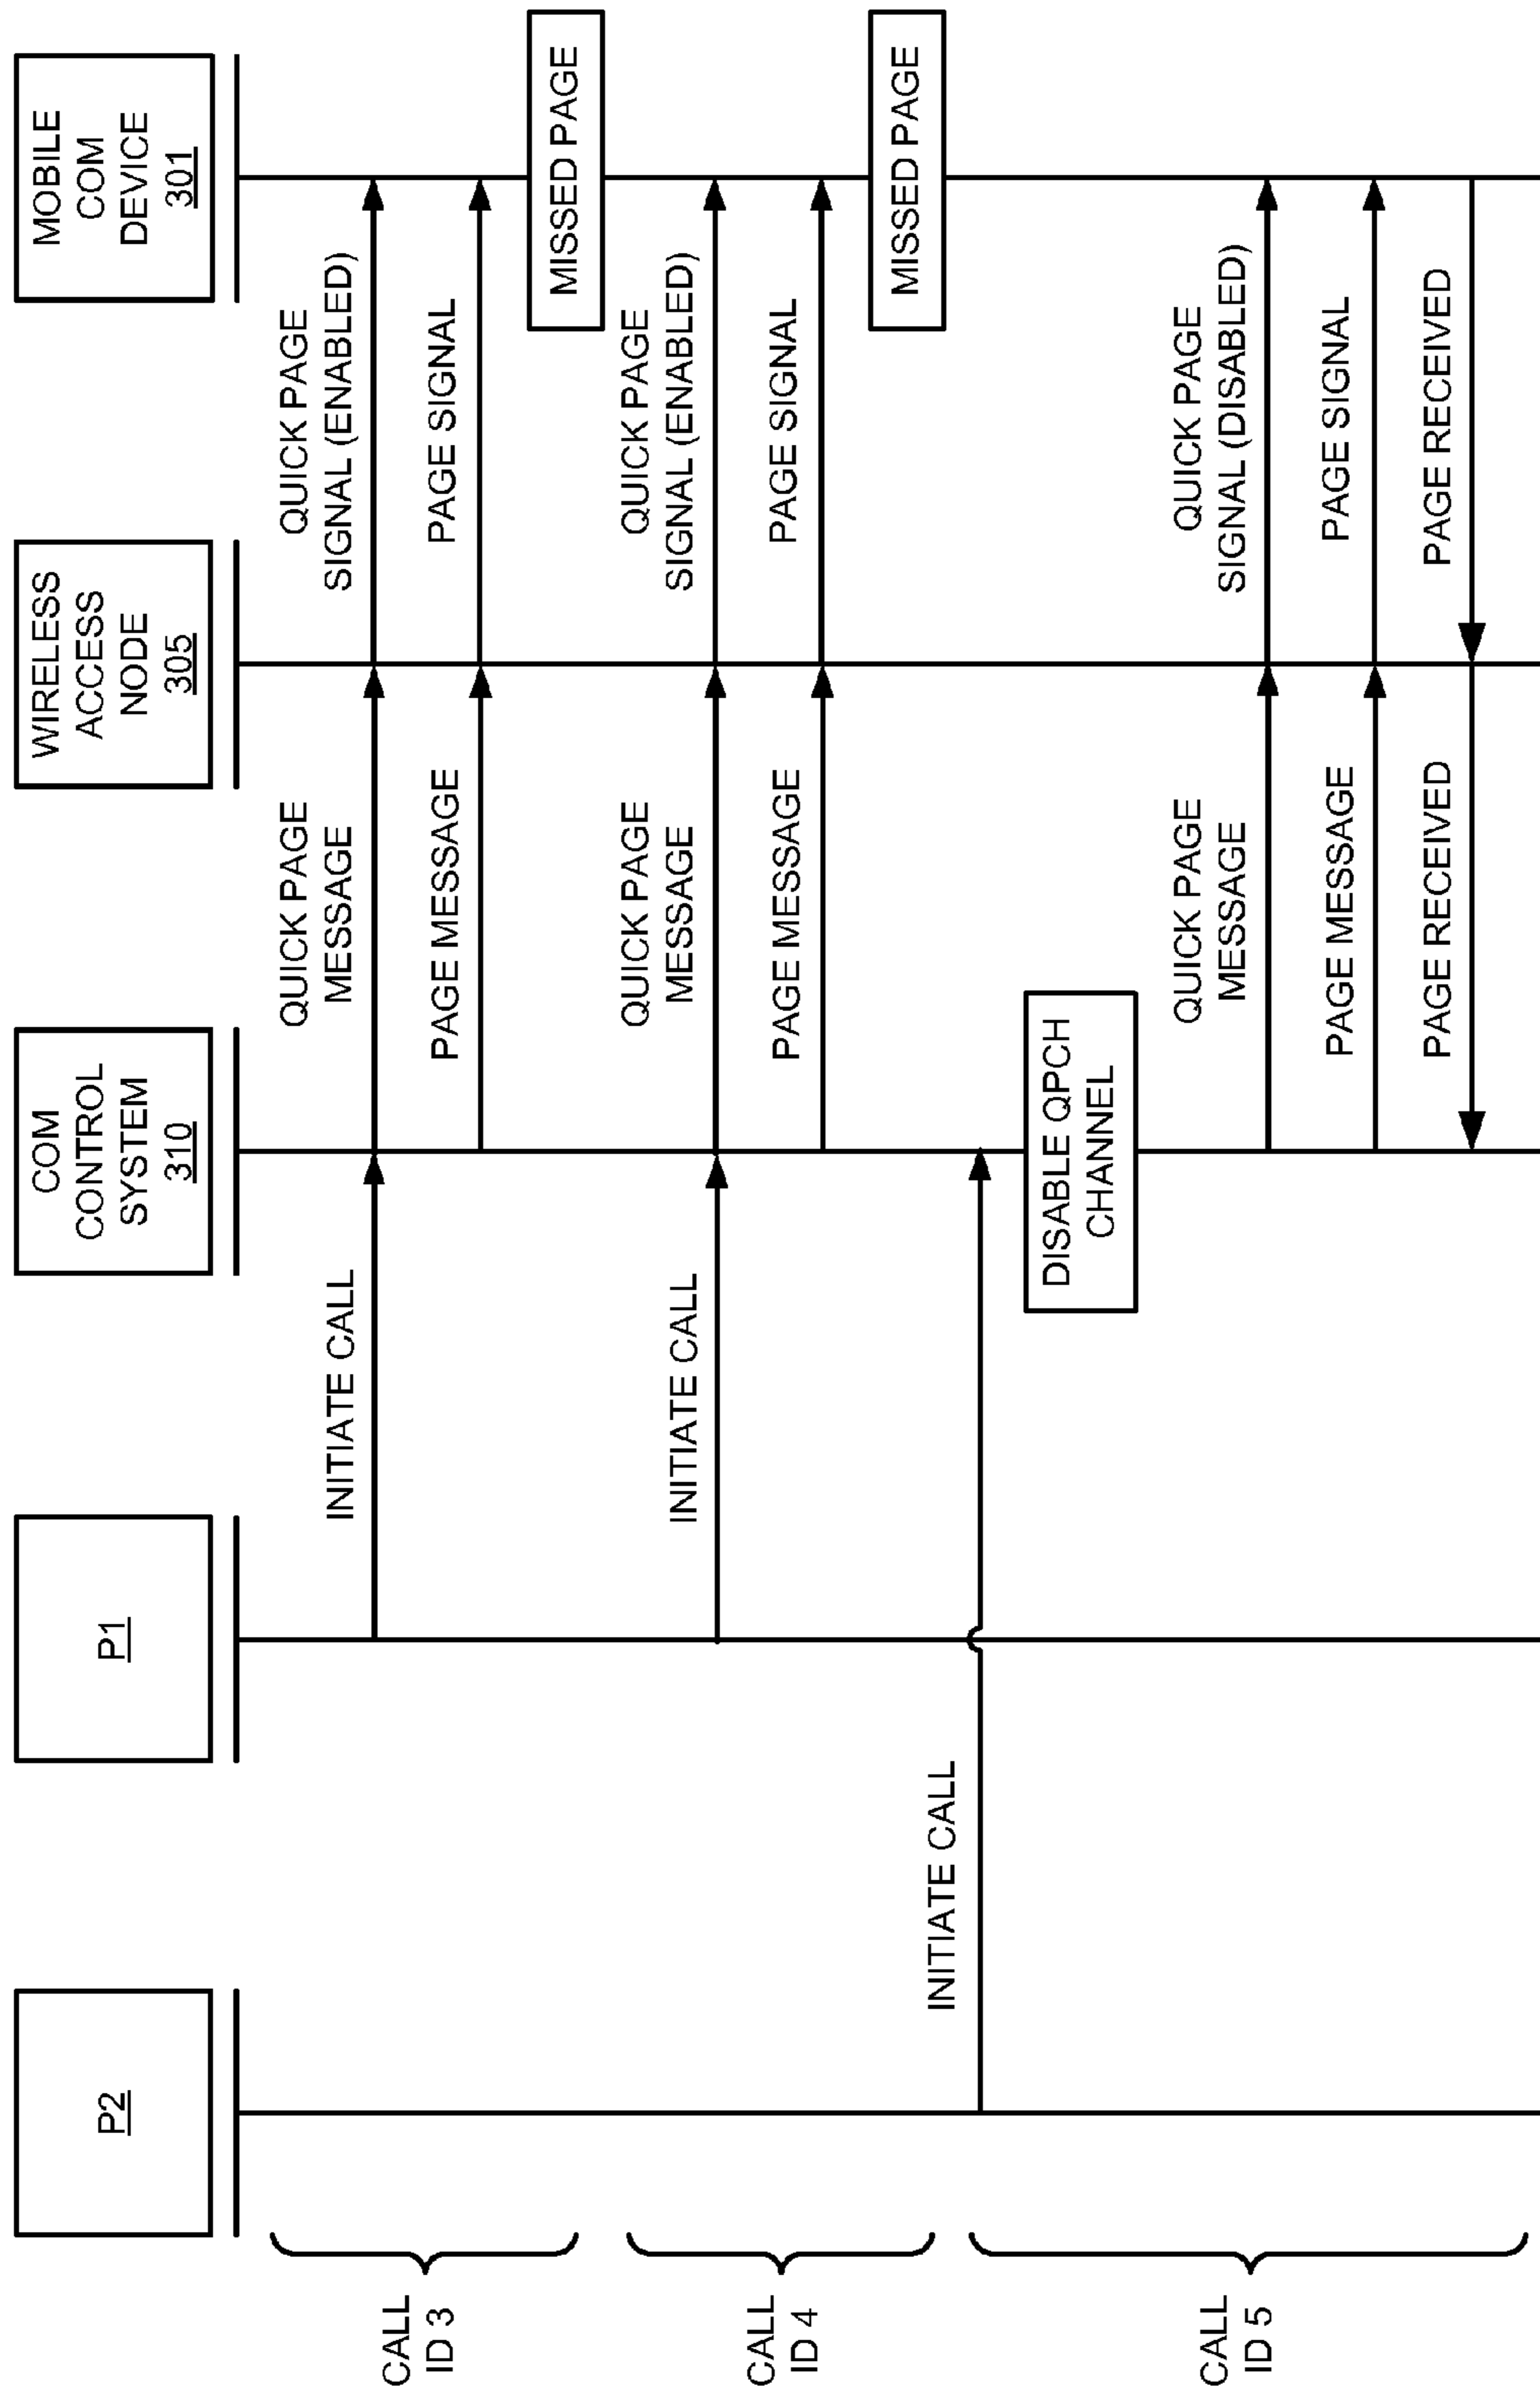 P2
P1
COM
CONTROL
SYSTEM
310
WIRELESS
ACCESS
NODE
305
MOBILE
COM
DEVICE
301
CALL
ID 3
INITIATE CALL
QUICK PAGE
MESSAGE
QUICK PAGE
SIGNAL (ENABLED)
PAGE MESSAGE
PAGE SIGNAL
MISSED PAGE
CALL
ID 4
INITIATE CALL
QUICK PAGE
MESSAGE
QUICK PAGE
SIGNAL (ENABLED)
PAGE MESSAGE
PAGE SIGNAL
MISSED PAGE
CALL
ID 5
INITIATE CALL
DISABLE QPCH
CHANNEL
QUICK PAGE
MESSAGE
QUICK PAGE
SIGNAL (DISABLED)
PAGE MESSAGE
PAGE SIGNAL
PAGE RECEIVED
PAGE RECEIVED